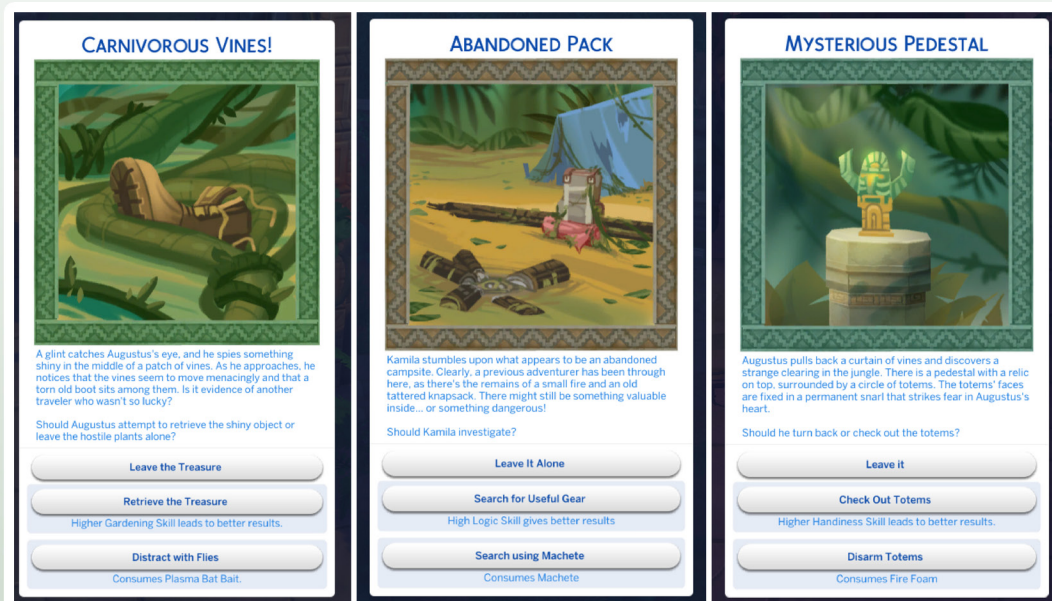 CARNIVOROUS VINES!
A glint catches Augustus's eye, and he spies something
shiny in the middle of a patch of vines. As he approaches, he
notices that the vines seem to move menacingly and that a
torn old boot sits among them. Is it evidence of another
traveler who wasn't so lucky?
Should Augustus attempt to retrieve the shiny object or
leave the hostile plants alone?
Leave the Treasure
Retrieve the Treasure
Higher Gardening Skill leads to better results.
Distract with Flies
Consumes Plasma Bat Bait.
ABANDONED PACK
Kamila stumbles upon what appears to be an abandoned
campsite. Clearly, a previous adventurer has been through
here, as there's the remains of a small fire and an old
tattered knapsack. There might still be something valuable
inside... or something dangerous!
Should Kamila investigate?
Leave It Alone
Search for Useful Gear
High Logic Skill gives better results
Search using Machete
Consumes Machete
MYSTERIOUS PEDESTAL
Augustus pulls back a curtain of vines and discovers a
strange clearing in the jungle. There is a pedestal with a relic
on top, surrounded by a circle of totems. The totems' faces
are fixed in a permanent snarl that strikes fear in Augustus's
heart.
Should he turn back or check out the totems?
Leave it
Check Out Totems
Higher Handiness Skill leads to better results.
Disarm Totems
Consumes Fire Foam